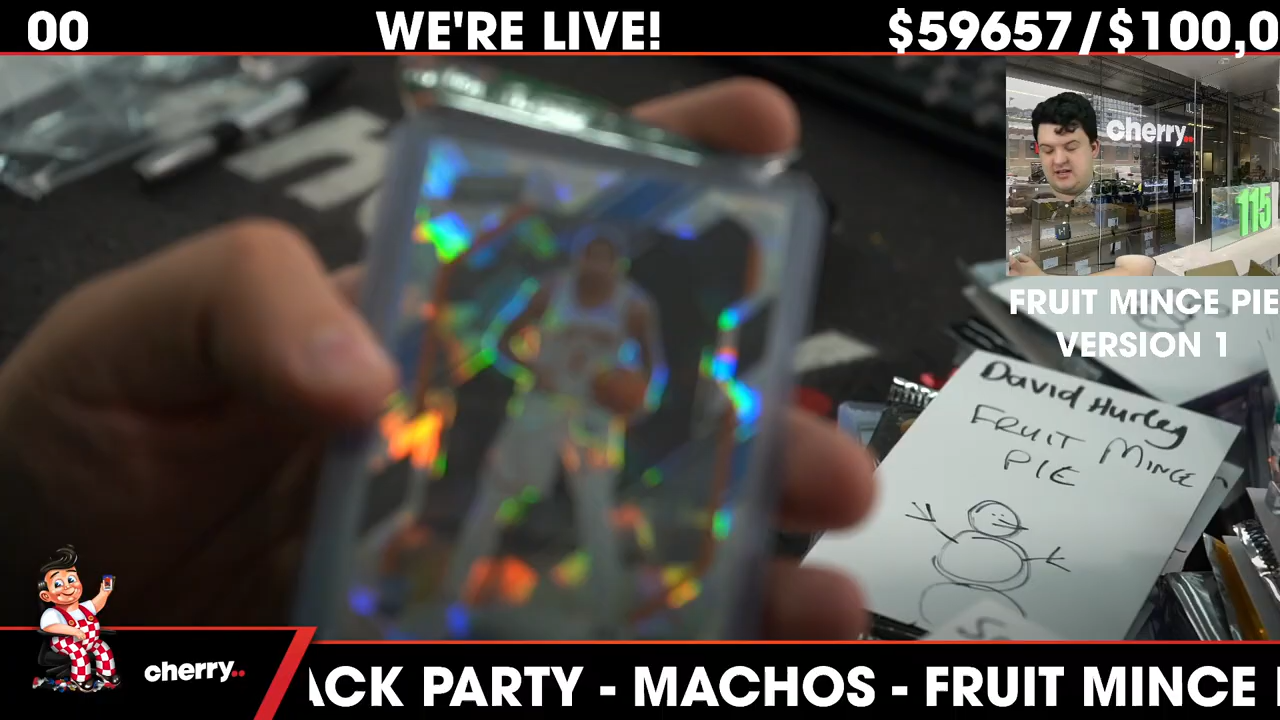 00
WE'RE LIVE!
$59657/$100,0
cherry..
115
FRUIT MINCE PIE
VERSION 1
David Hurley
FRUIT MINCE
PIE
cherry..
ACK PARTY - MACHOS - FRUIT MINCE